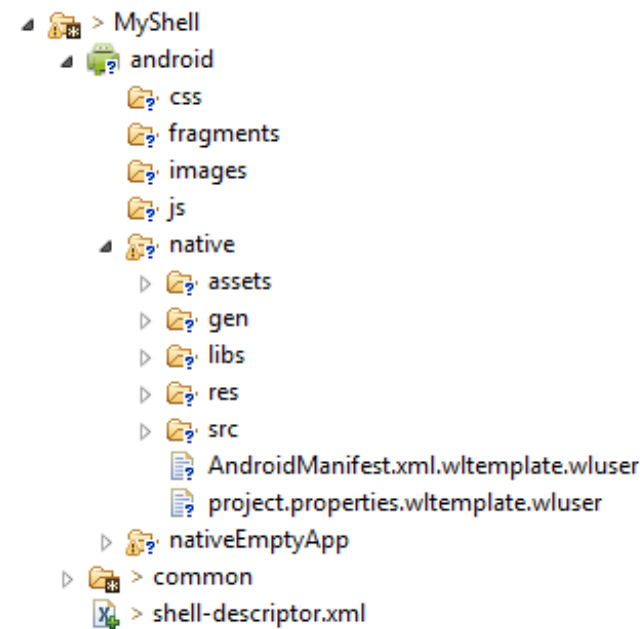 > MyShell
android
css
fragments
images
js
native
assets
gen
libs
res
src
AndroidManifest.xml.wltemplate.wluser
project.properties.wltemplate.wluser
nativeEmptyApp
> common
> shell-descriptor.xml